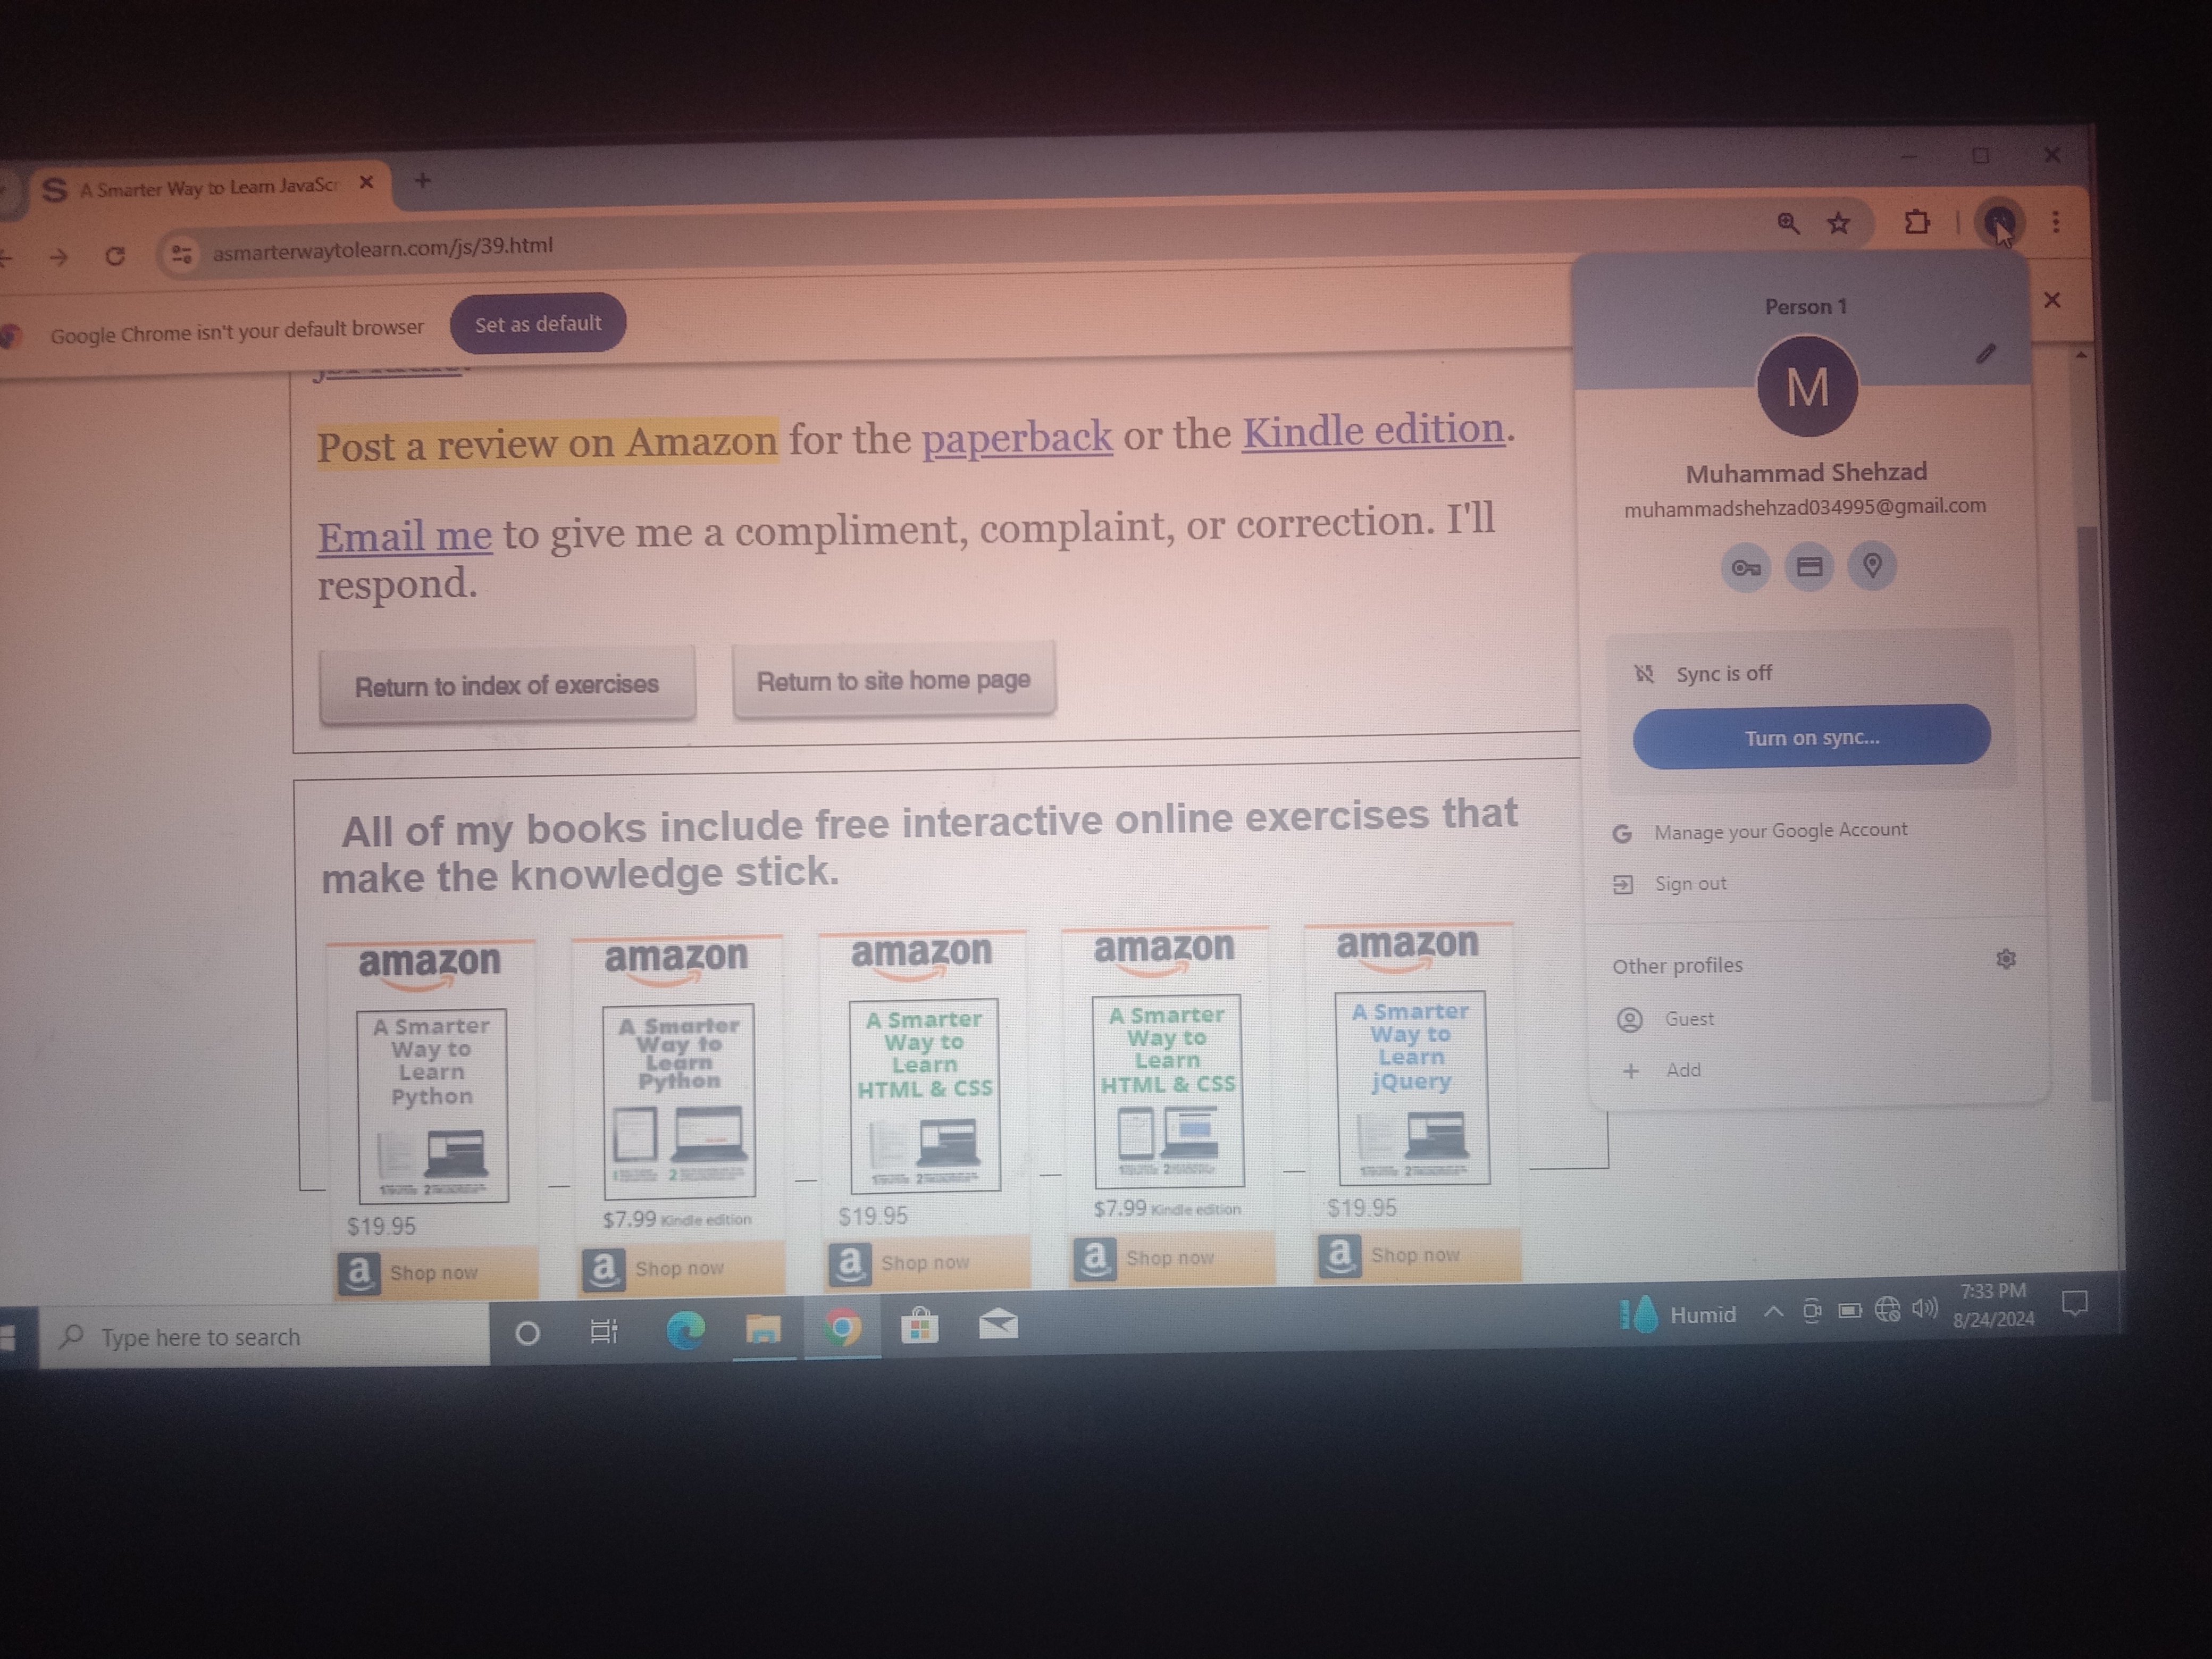 A Smarter Way to Learn JavaScr
asmarterwaytolearn.com/js/39.html
Google Chrome isn't your default browser
Set as default
Post a review on Amazon for the paperback or the Kindle edition.
Email me to give me a compliment, complaint, or correction. I'll
respond.
Return to index of exercises
Return to site home page
All of my books include free interactive online exercises that
make the knowledge stick.
amazon
A Smarter
Way to
Learn
Python
$19.95
Shop now
amazon
A Smarter
Way to
Learn
Python
$7.99 Kindle edition
Shop now
amazon
A Smarter
Way to
Learn
HTML & CSS
$19.95
Shop now
amazon
A Smarter
Way to
Learn
HTML & CSS
$7.99 Kindle edition
Shop now
amazon
A Smarter
Way to
Learn
jQuery
$19.95
Shop now
Person 1
M
Muhammad Shehzad
muhammadshehzad034995@gmail.com
Sync is off
Turn on sync...
Manage your Google Account
Sign out
Other profiles
Guest
Add
Type here to search
Humid
7:33 PM
8/24/2024